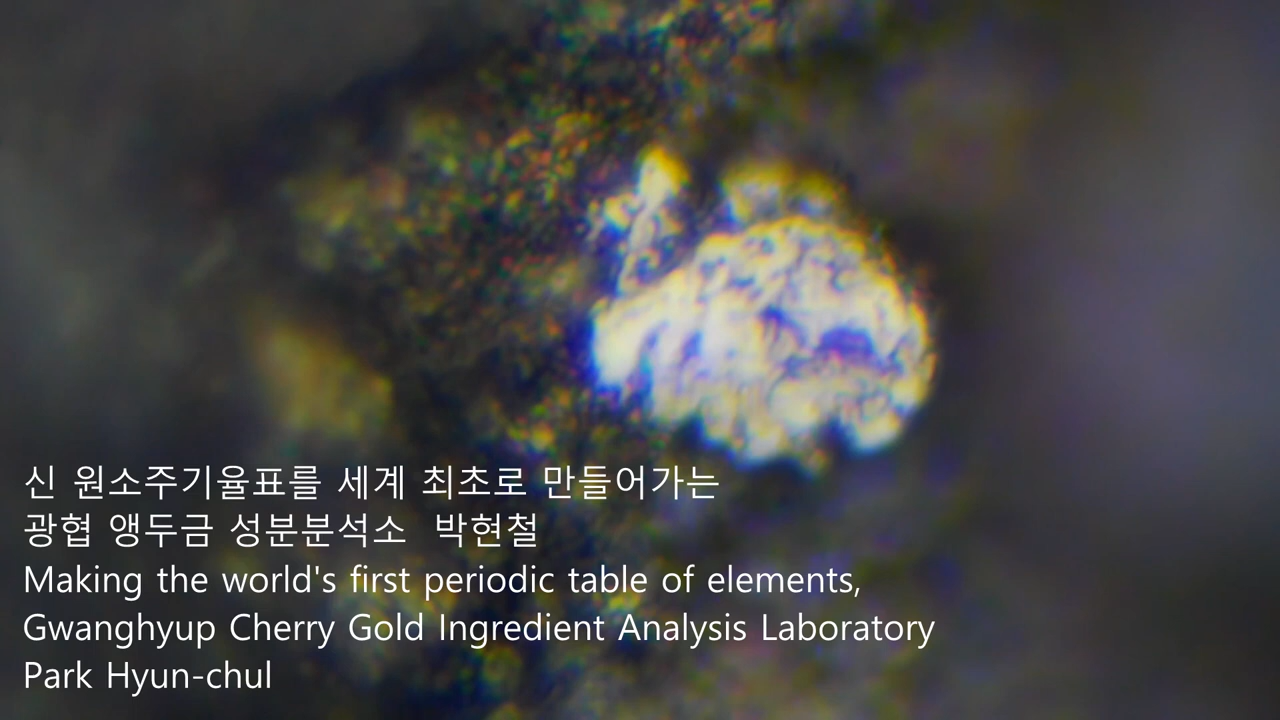 신 원소주기율표를 세계 최초로 만들어가는
광협 앵두금 성분분석소 박현철
Making the world's first periodic table of elements,
Gwanghyup Cherry Gold Ingredient Analysis Laboratory
Park Hyun-chul